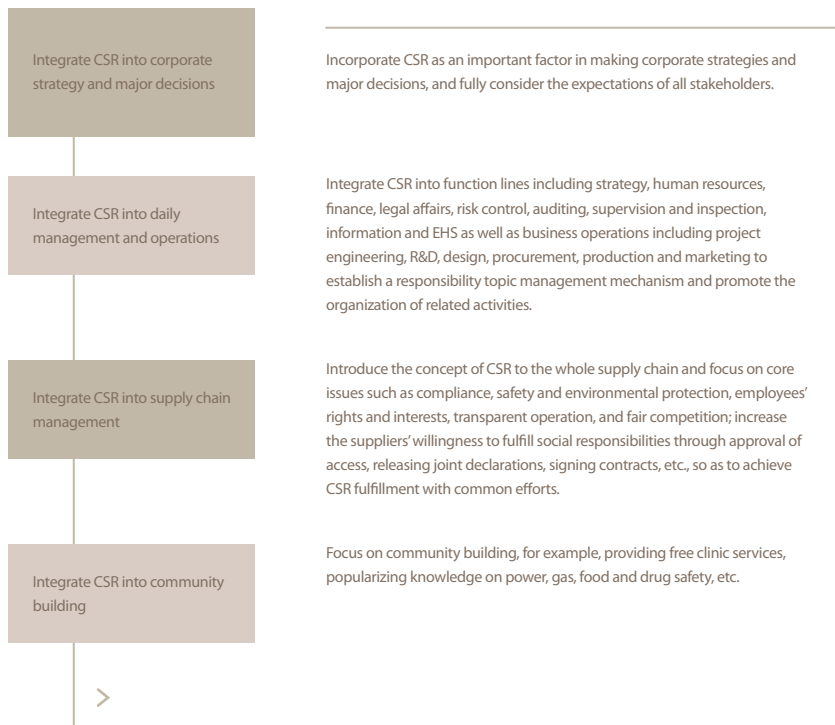 Integrate CSR into corporate
strategy and major decisions
Incorporate CSR as an important factor in making corporate strategies and
major decisions, and fully consider the expectations of all stakeholders.
Integrate CSR into daily
management and operations
Integrate CSR into function lines including strategy, human resources,
finance, legal affairs, risk control, auditing, supervision and inspection,
information and EHS as well as business operations including project
engineering, R&D, design, procurement, production and marketing to
establish a responsibility topic management mechanism and promote the
organization of related activities.
Integrate CSR into supply chain
management
Introduce the concept of CSR to the whole supply chain and focus on core
issues such as compliance, safety and environmental protection, employees’
rights and interests, transparent operation, and fair competition; increase
the suppliers’ willingness to fulfill social responsibilities through approval of
access, releasing joint declarations, signing contracts, etc., so as to achieve
CSR fulfillment with common efforts.
Integrate CSR into community
building
Focus on community building, for example, providing free clinic services,
popularizing knowledge on power, gas, food and drug safety, etc.